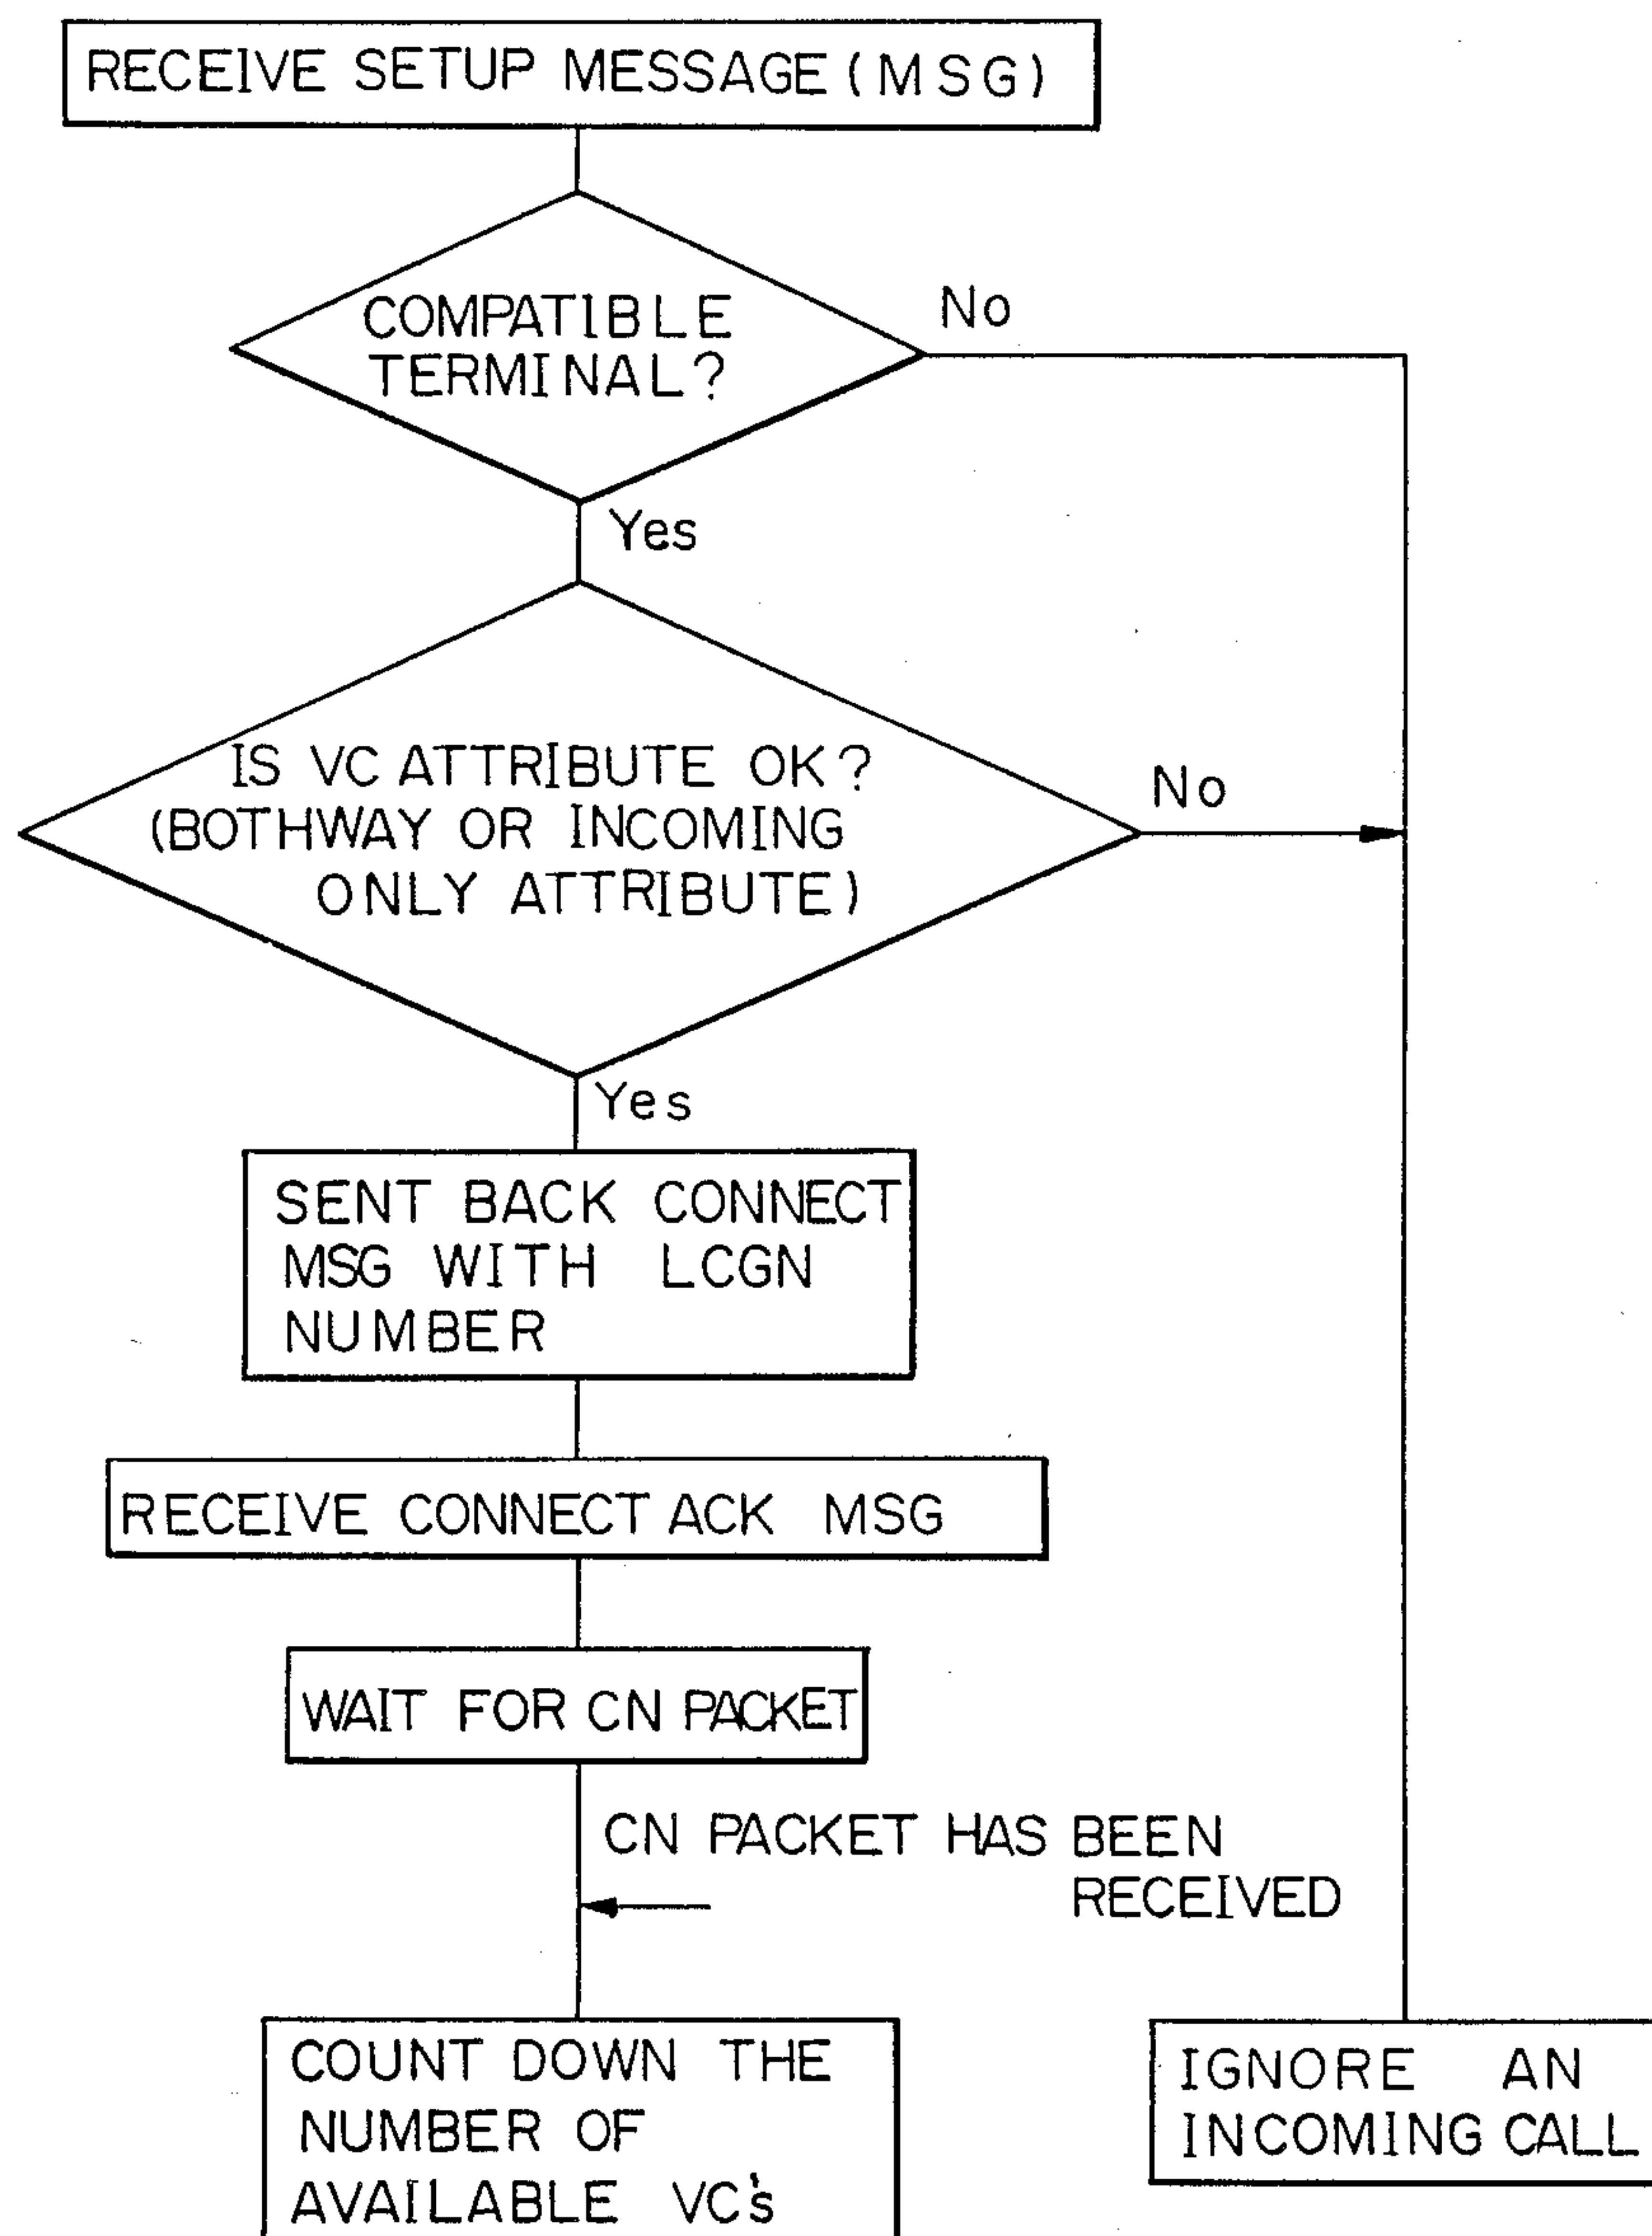 RECEIVE SETUP MESSAGE (MSG)
COMPATIBLE
TERMINAL?
No
Yes
IS VC ATTRIBUTE OK?
(BOTHWAY OR INCOMING
ONLY ATTRIBUTE)
No
Yes
SENT BACK CONNECT
MSG WITH LCGN
NUMBER
RECEIVE CONNECT ACK MSG
WAIT FOR CN PACKET
CN PACKET HAS BEEN
RECEIVED
COUNT DOWN THE
NUMBER OF
AVAILABLE VC's
IGNORE AN
INCOMING CALL